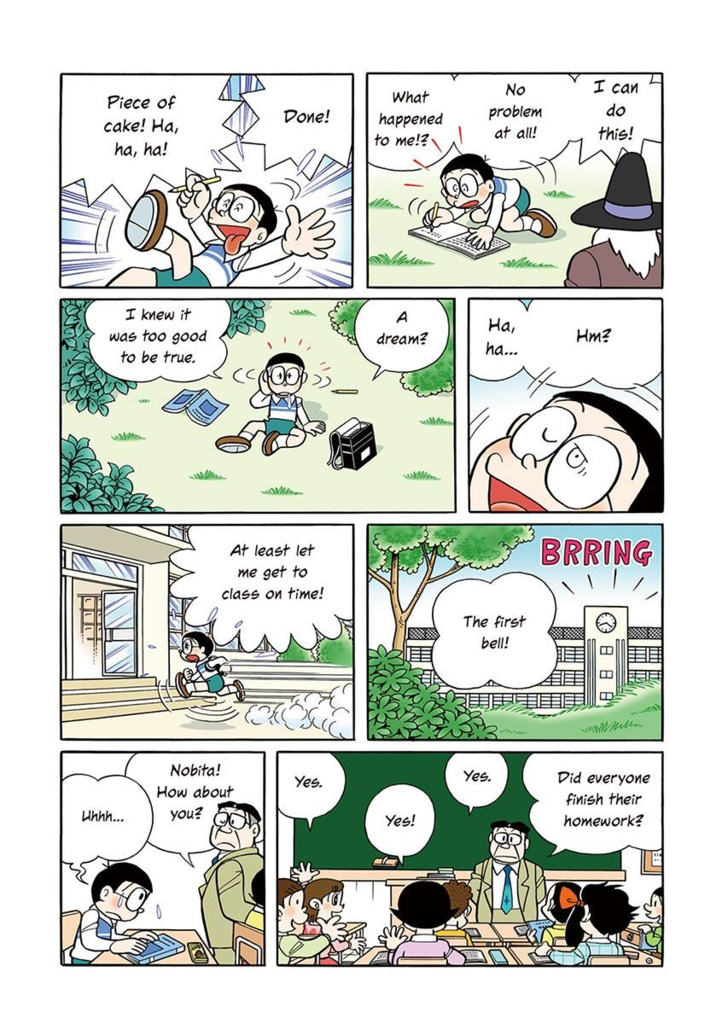 I can
do
this!
No
problem
at all!
What
happened
to me!?
Done!
Piece of
cake! Ha,
ha, ha!
Hm?
Ha,
ha...
A
dream?
I knew it
was too good
to be true.
BRRING
The first
bell!
At least let
me get to
class on time!
Did everyone
finish their
homework?
Yes.
Yes!
Yes.
Nobita!
How about
you?
Uhhh...